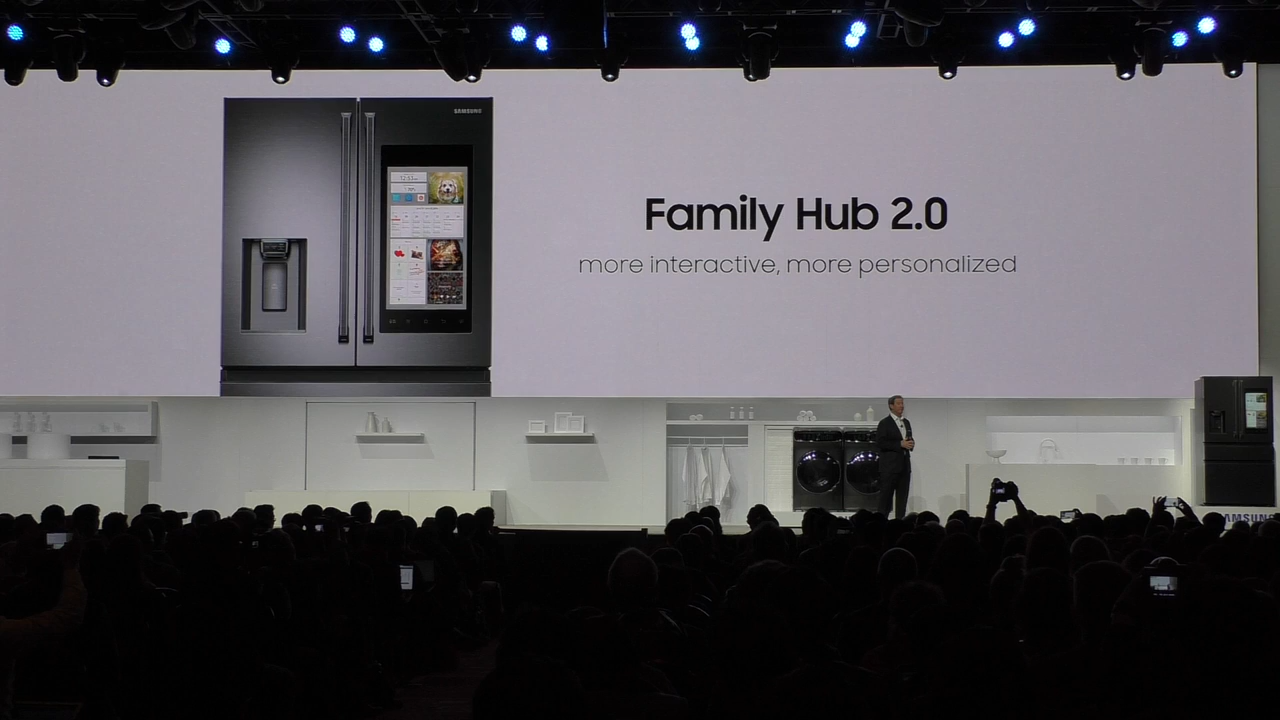 SAMSUNG
Family Hub 2.0
more interactive, more personalized
SAMSUNG